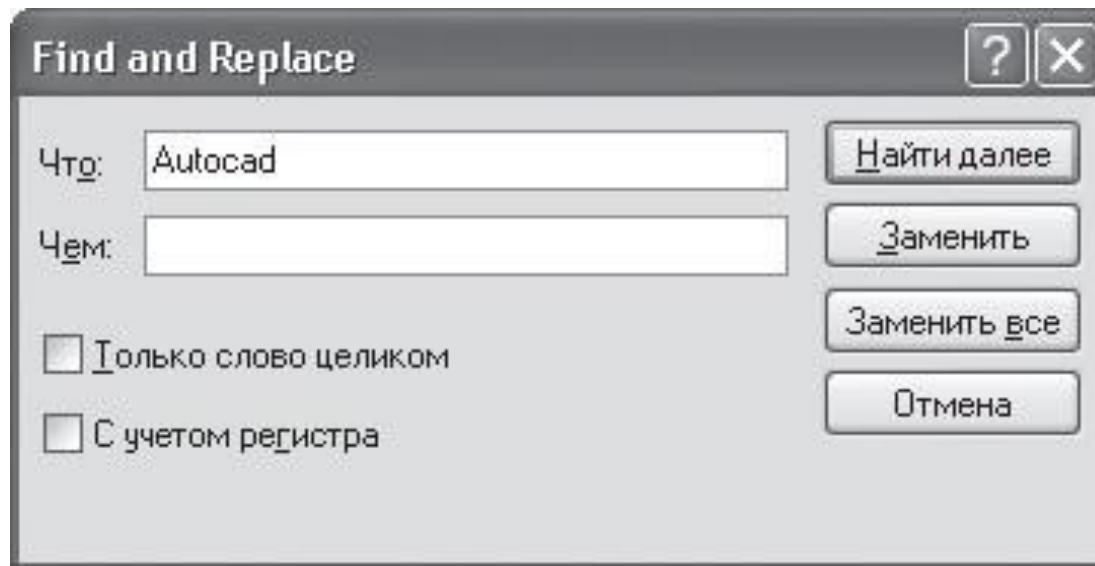 Find and Replace
Что: Autocad
Найти далее
Чем:
Заменить
Заменить все
Только слово целиком
Отмена
С учетом регистра